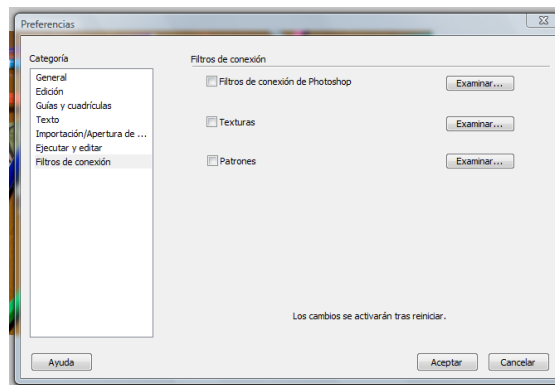 Preferencias
Categoría
General
Edición
Guías y cuadrículas
Texto
Importación/Apertura de ...
Ejecutar y editar
Filtros de conexión
Filtros de conexión
Filtros de conexión de Photoshop
Examinar...
Texturas
Examinar...
Patrones
Examinar...
Los cambios se activarán tras reiniciar.
Ayuda
Aceptar
Cancelar